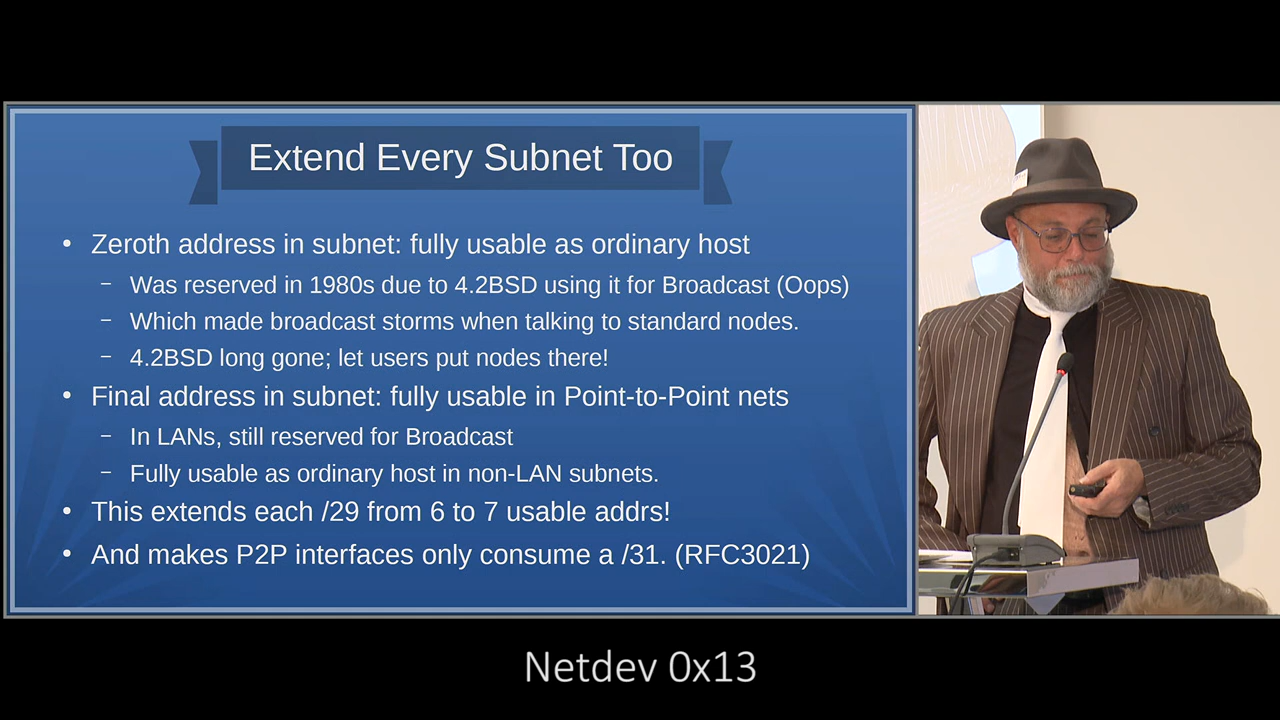 Extend Every Subnet Too
• Zeroth address in subnet: fully usable as ordinary host
– Was reserved in 1980s due to 4.2BSD using it for Broadcast (Oops)
– Which made broadcast storms when talking to standard nodes.
– 4.2BSD long gone; let users put nodes there!
• Final address in subnet: fully usable in Point-to-Point nets
– In LANs, still reserved for Broadcast
– Fully usable as ordinary host in non-LAN subnets.
• This extends each /29 from 6 to 7 usable addrs!
• And makes P2P interfaces only consume a /31. (RFC3021)
Netdev 0x13